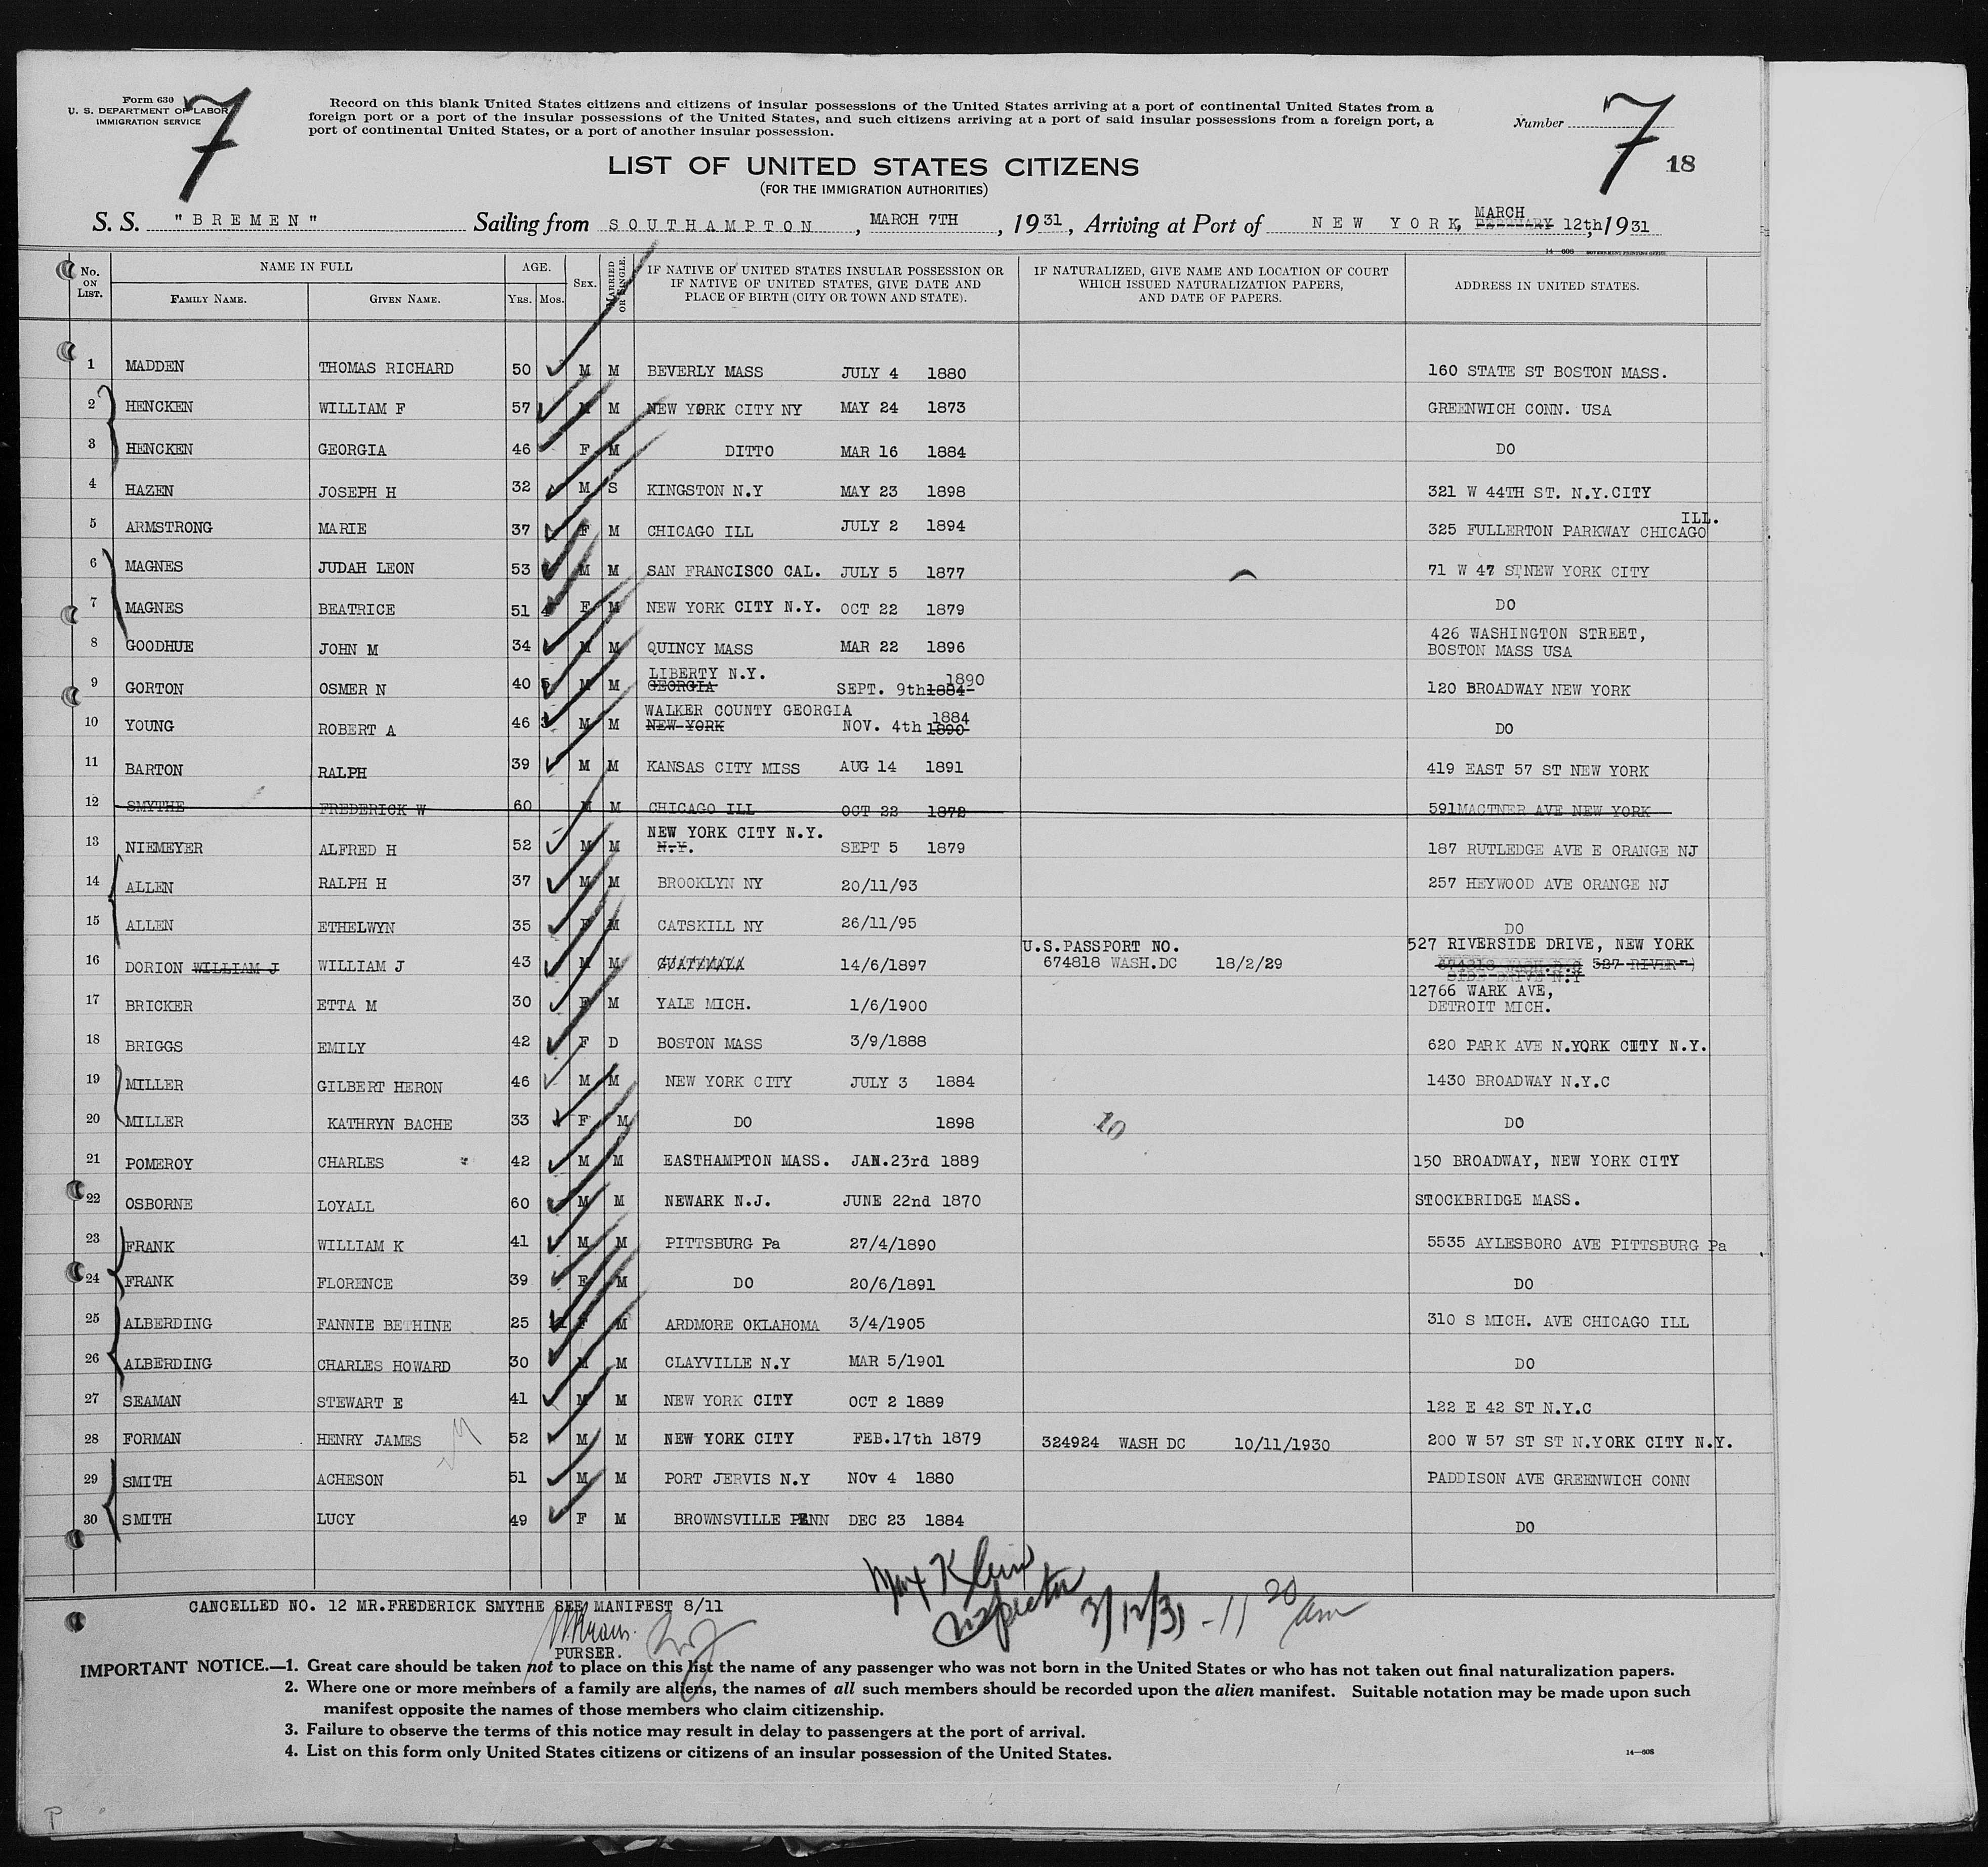 Form 630
U. S. DEPARTMENT OF LABOR
IMMIGRATION SERVICE
7
Record on this blank United States citizens and citizens of insular possessions of the United States arriving at a port of continental United States from a
foreign port or a port of the insular possessions of the United States, and such citizens arriving at a port of said insular possessions from a foreign port, a
port of continental United States, or a port of another insular possession.
Number 7
18
LIST OF UNITED STATES CITIZENS
(FOR THE IMMIGRATION AUTHORITIES)
S. S. "BREMEN" Sailing from SOUTHAMPTON, MARCH 7TH, 1931, Arriving at Port of NEW YORK, MARCH FEBRUARY 12th, 1931
14—608 GOVERNMENT PRINTING OFFICE
No. ON LIST. NAME IN FULL FAMILY NAME. GIVEN NAME. AGE. YRS. MOS. SEX. MARRIED OR SINGLE. IF NATIVE OF UNITED STATES INSULAR POSSESSION OR IF NATIVE OF UNITED STATES, GIVE DATE AND PLACE OF BIRTH (CITY OR TOWN AND STATE). IF NATURALIZED, GIVE NAME AND LOCATION OF COURT WHICH ISSUED NATURALIZATION PAPERS, AND DATE OF PAPERS. ADDRESS IN UNITED STATES.
1 MADDEN THOMAS RICHARD 50 M M BEVERLY MASS JULY 4 1880 160 STATE ST BOSTON MASS.
2 HENCKEN WILLIAM F 57 M M NEW YORK CITY NY MAY 24 1873 GREENWICH CONN. USA
3 HENCKEN GEORGIA 46 F M DITTO MAR 16 1884 DO
4 HAZEN JOSEPH H 32 M S KINGSTON N.Y MAY 23 1898 321 W 44TH ST. N.Y.CITY
5 ARMSTRONG MARIE 37 F M CHICAGO ILL JULY 2 1894 325 FULLERTON PARKWAY CHICAGO ILL.
6 MAGNES JUDAH LEON 53 M M SAN FRANCISCO CAL. JULY 5 1877 71 W 47 ST,NEW YORK CITY
7 MAGNES BEATRICE 51 F M NEW YORK CITY N.Y. OCT 22 1879 DO
8 GOODHUE JOHN M 34 M M QUINCY MASS MAR 22 1896 426 WASHINGTON STREET, BOSTON MASS USA
9 GORTON OSMER N 40 5 M M LIBERTY N.Y. GEORGIA SEPT. 9th 1884 1890 120 BROADWAY NEW YORK
10 YOUNG ROBERT A 46 3 M M WALKER COUNTY GEORGIA NEW YORK NOV. 4th 1884 1890 DO
11 BARTON RALPH 39 M M KANSAS CITY MISS AUG 14 1891 419 EAST 57 ST NEW YORK
12 SMYTHE FREDERICK W 60 M M CHICAGO ILL OCT 22 1872 591 AVE NEW YORK
13 NIEMEYER ALFRED H 52 M M NEW YORK CITY N.Y. N.Y. SEPT 5 1879 187 RUTLEDGE AVE E ORANGE NJ
14 ALLEN RALPH H 37 M M BROOKLYN NY 20/11/93 257 HEYWOOD AVE ORANGE NJ
15 ALLEN ETHELWYN 35 F M CATSKILL NY 26/11/95 DO
16 DORION WILLIAM J WILLIAM J 43 M M GUATEMALA 14/6/1897 U.S.PASSPORT NO. 674818 WASH.DC 18/2/29 527 RIVERSIDE DRIVE, NEW YORK 674818 WASH.D.C 527 RIVER-) SIDE DRIVE N.Y
17 BRICKER ETTA M 30 F M YALE MICH. 1/6/1900 12766 WARK AVE, DETROIT MICH.
18 BRIGGS EMILY 42 F D BOSTON MASS 3/9/1888 620 PARK AVE N.YORK CITY N.Y.
19 MILLER GILBERT HERON 46 M M NEW YORK CITY JULY 3 1884 1430 BROADWAY N.Y.C
20 MILLER KATHRYN BACHE 33 F M DO 1898 10 DO
21 POMEROY CHARLES 42 M M EASTHAMPTON MASS. JAN.23rd 1889 150 BROADWAY, NEW YORK CITY
22 OSBORNE LOYALL 60 M M NEWARK N.J. JUNE 22nd 1870 STOCKBRIDGE MASS.
23 FRANK WILLIAM K 41 M M PITTSBURG Pa 27/4/1890 5535 AYLESBORO AVE PITTSBURG Pa
24 FRANK FLORENCE 39 F M DO 20/6/1891 DO
25 ALBERDING FANNIE BETHINE 25 11 F M ARDMORE OKLAHOMA 3/4/1905 310 S MICH. AVE CHICAGO ILL
26 ALBERDING CHARLES HOWARD 30 M M CLAYVILLE N.Y MAR 5/1901 DO
27 SEAMAN STEWART E 41 M M NEW YORK CITY OCT 2 1889 122 E 42 ST N.Y.C
28 FORMAN HENRY JAMES 52 M M NEW YORK CITY FEB.17th 1879 324924 WASH DC 10/11/1930 200 W 57 ST ST N.YORK CITY N.Y.
29 SMITH ACHESON 51 M M PORT JERVIS N.Y NOV 4 1880 PADDISON AVE GREENWICH CONN
30 SMITH LUCY 49 F M BROWNSVILLE PENN DEC 23 1884 DO
Max Klein
Inspector 3/12/31 - 11 20 am
CANCELLED NO. 12 MR.FREDERICK SMYTHE SEE MANIFEST 8/11
PURSER.
IMPORTANT NOTICE.—1. Great care should be taken not to place on this list the name of any passenger who was not born in the United States or who has not taken out final naturalization papers.
2. Where one or more members of a family are aliens, the names of all such members should be recorded upon the alien manifest. Suitable notation may be made upon such
manifest opposite the names of those members who claim citizenship.
3. Failure to observe the terms of this notice may result in delay to passengers at the port of arrival.
4. List on this form only United States citizens or citizens of an insular possession of the United States.
14—608
P